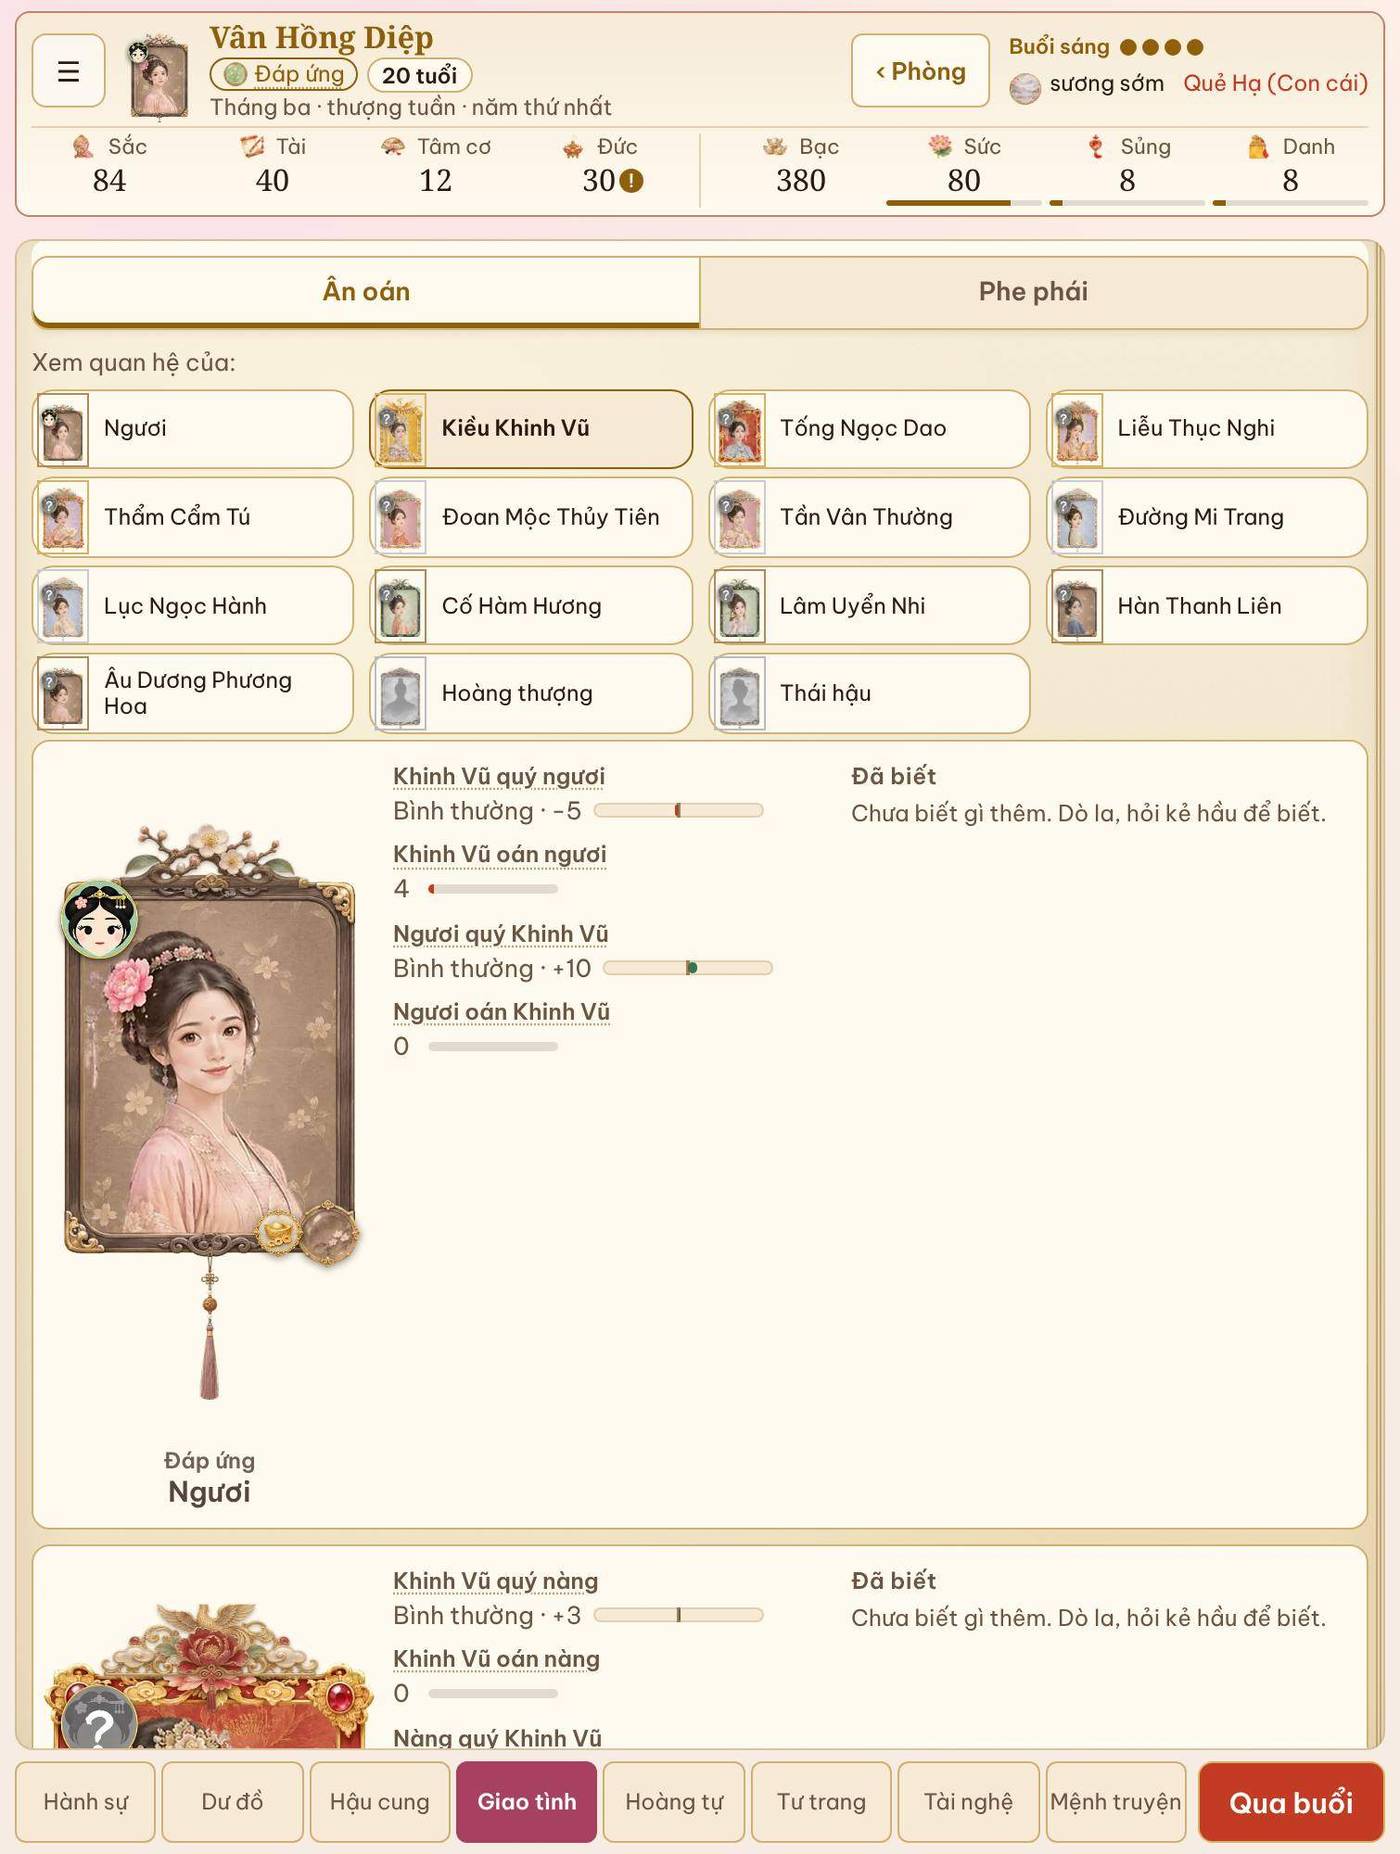 ☰
Vân Hồng Diệp
Đáp ứng
20 tuổi
Tháng ba · thượng tuần · năm thứ nhất
‹ Phòng
Buổi sáng
sương sớm
Quẻ Hạ (Con cái)
Sắc
84
Tài
40
Tâm cơ
12
Đức
30 !
Bạc
380
Sức
80
Sủng
8
Danh
8
Ân oán
Phe phái
Xem quan hệ của:
Ngươi
? Kiều Khinh Vũ
? Tống Ngọc Dao
? Liễu Thục Nghi
? Thẩm Cẩm Tú
? Đoan Mộc Thủy Tiên
? Tần Vân Thường
? Đường Mi Trang
? Lục Ngọc Hành
? Cố Hàm Hương
? Lâm Uyển Nhi
? Hàn Thanh Liên
? Âu Dương Phương
Hoa
Hoàng thượng
Thái hậu
Khinh Vũ quý ngươi
Bình thường · −5
Khinh Vũ oán ngươi
4
Ngươi quý Khinh Vũ
Bình thường · +10
Ngươi oán Khinh Vũ
0
Đã biết
Chưa biết gì thêm. Dò la, hỏi kẻ hầu để biết.
Đáp ứng
Ngươi
?
Khinh Vũ quý nàng
Bình thường · +3
Khinh Vũ oán nàng
0
Nàng quý Khinh Vũ
Đã biết
Chưa biết gì thêm. Dò la, hỏi kẻ hầu để biết.
Hành sự
Dư đồ
Hậu cung
Giao tình
Hoàng tự
Tư trang
Tài nghệ
Mệnh truyện
Qua buổi